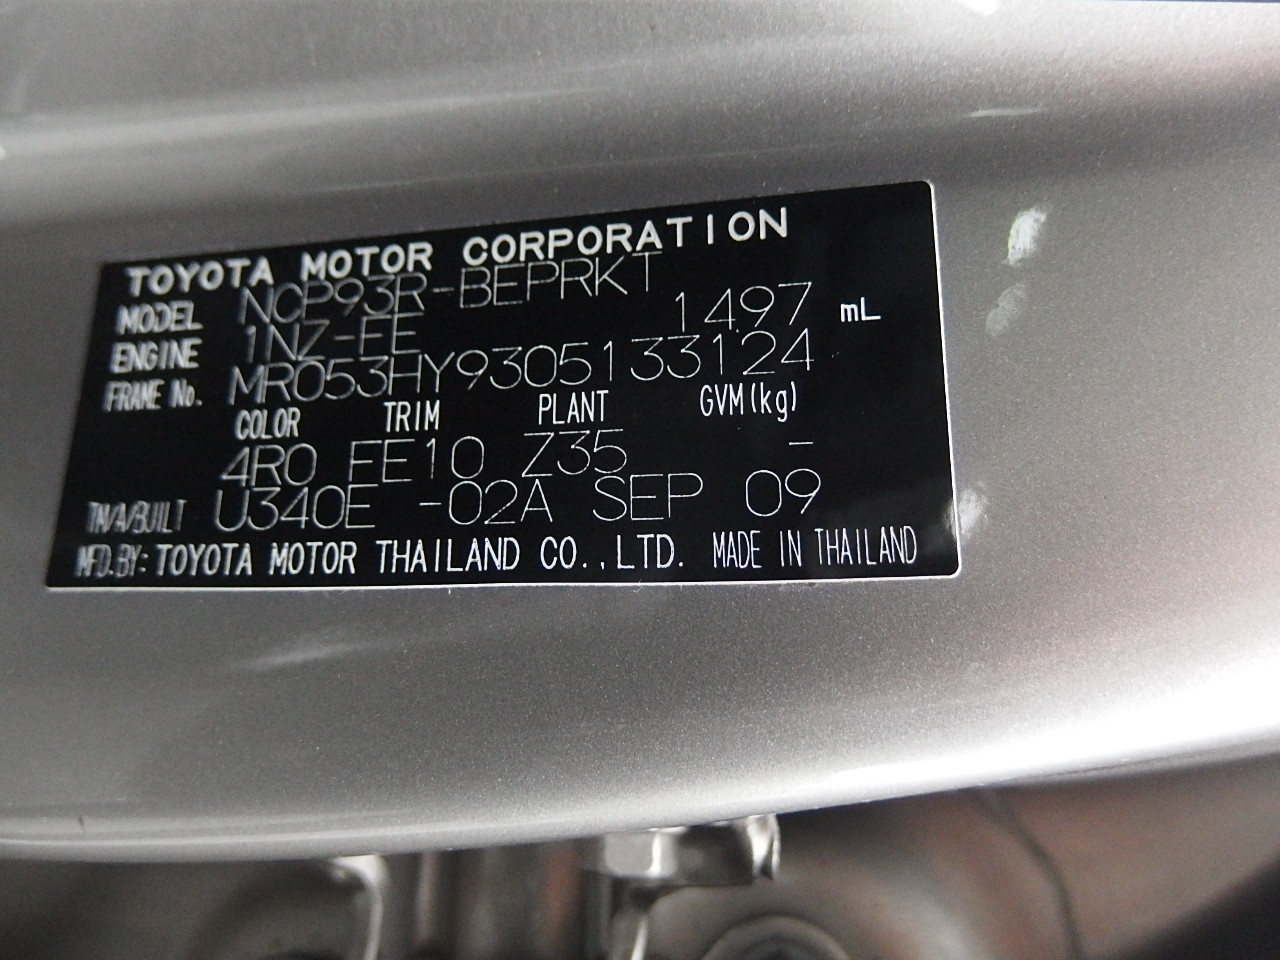 TOYOTA MOTOR CORPORATION
MODEL NCP93R-BEPRKT
ENGINE 1NZ-FE 1497 mL
FRAME No. MR053HY9305133124
COLOR TRIM PLANT GVM(kg)
4R0 FE10 Z35 -
TM/A/BUILT U340E -02A SEP 09
MFD.BY: TOYOTA MOTOR THAILAND CO.,LTD. MADE IN THAILAND